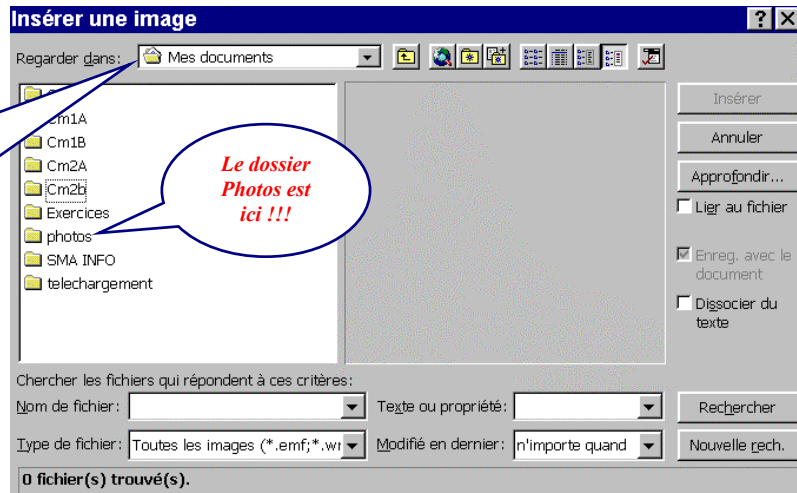 Insérer une image
Regarder dans: Mes documents
Cm1A
Cm1B
Cm2A
Cm2b
Exercices
photos
SMA INFO
telechargement
Le dossier
Photos est
ici !!!
Insérer
Annuler
Approfondir...
Lier au fichier
Enreg. avec le
document
Dissocier du
texte
Chercher les fichiers qui répondent à ces critères:
Nom de fichier: Texte ou propriété: Rechercher
Type de fichier: Toutes les images (*.emf;*.wr Modifié en dernier: n'importe quand Nouvelle rech.
0 fichier(s) trouvé(s).